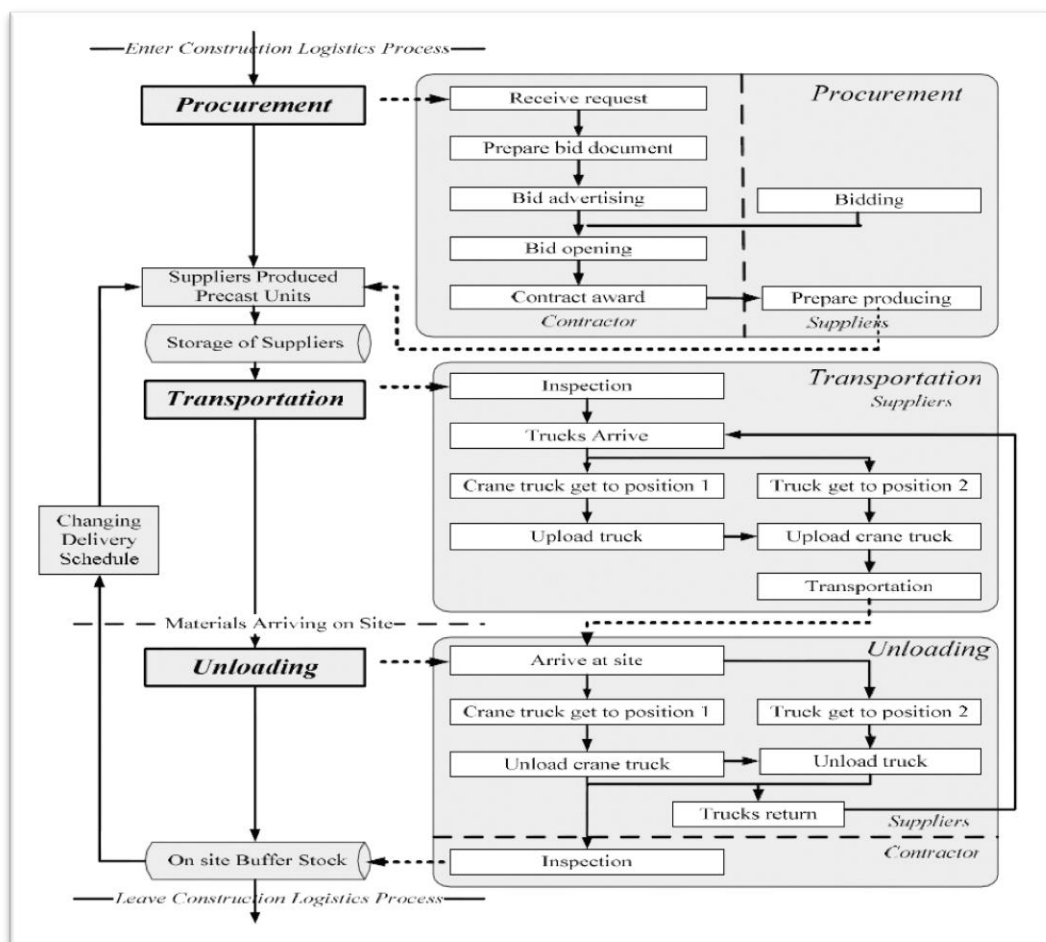 Enter Construction Logistics Process
Procurement
Receive request
Procurement
Prepare bid document
Bid advertising
Bidding
Bid opening
Suppliers Produced
Precast Units
Contract award
Prepare producing
Contractor
Suppliers
Storage of Suppliers
Transportation
Inspection
Transportation
Suppliers
Trucks Arrive
Crane truck get to position 1
Truck get to position 2
Changing
Delivery
Schedule
Upload truck
Upload crane truck
Transportation
Materials Arriving on Site
Unloading
Arrive at site
Unloading
Crane truck get to position 1
Truck get to position 2
Unload crane truck
Unload truck
Trucks return
Suppliers
Contractor
On site Buffer Stock
Inspection
Leave Construction Logistics Process